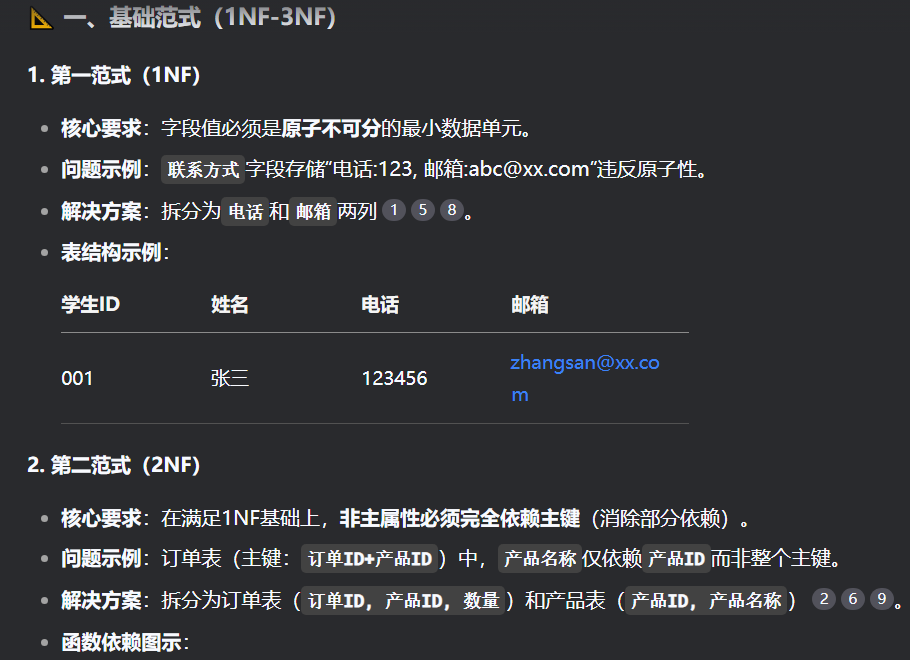 一、基础范式（1NF-3NF）
1. 第一范式（1NF）
核心要求：字段值必须是原子不可分的最小数据单元。
问题示例：联系方式字段存储“电话:123, 邮箱:abc@xx.com”违反原子性。
解决方案：拆分为电话和邮箱两列 1 5 8。
表结构示例：
学生ID 姓名 电话 邮箱
001 张三 123456 zhangsan@xx.co
m
2. 第二范式（2NF）
核心要求：在满足1NF基础上，非主属性必须完全依赖主键（消除部分依赖）。
问题示例：订单表（主键：订单ID+产品ID）中，产品名称仅依赖产品ID而非整个主键。
解决方案：拆分为订单表（订单ID，产品ID，数量）和产品表（产品ID，产品名称） 2 6 9。
函数依赖图示：